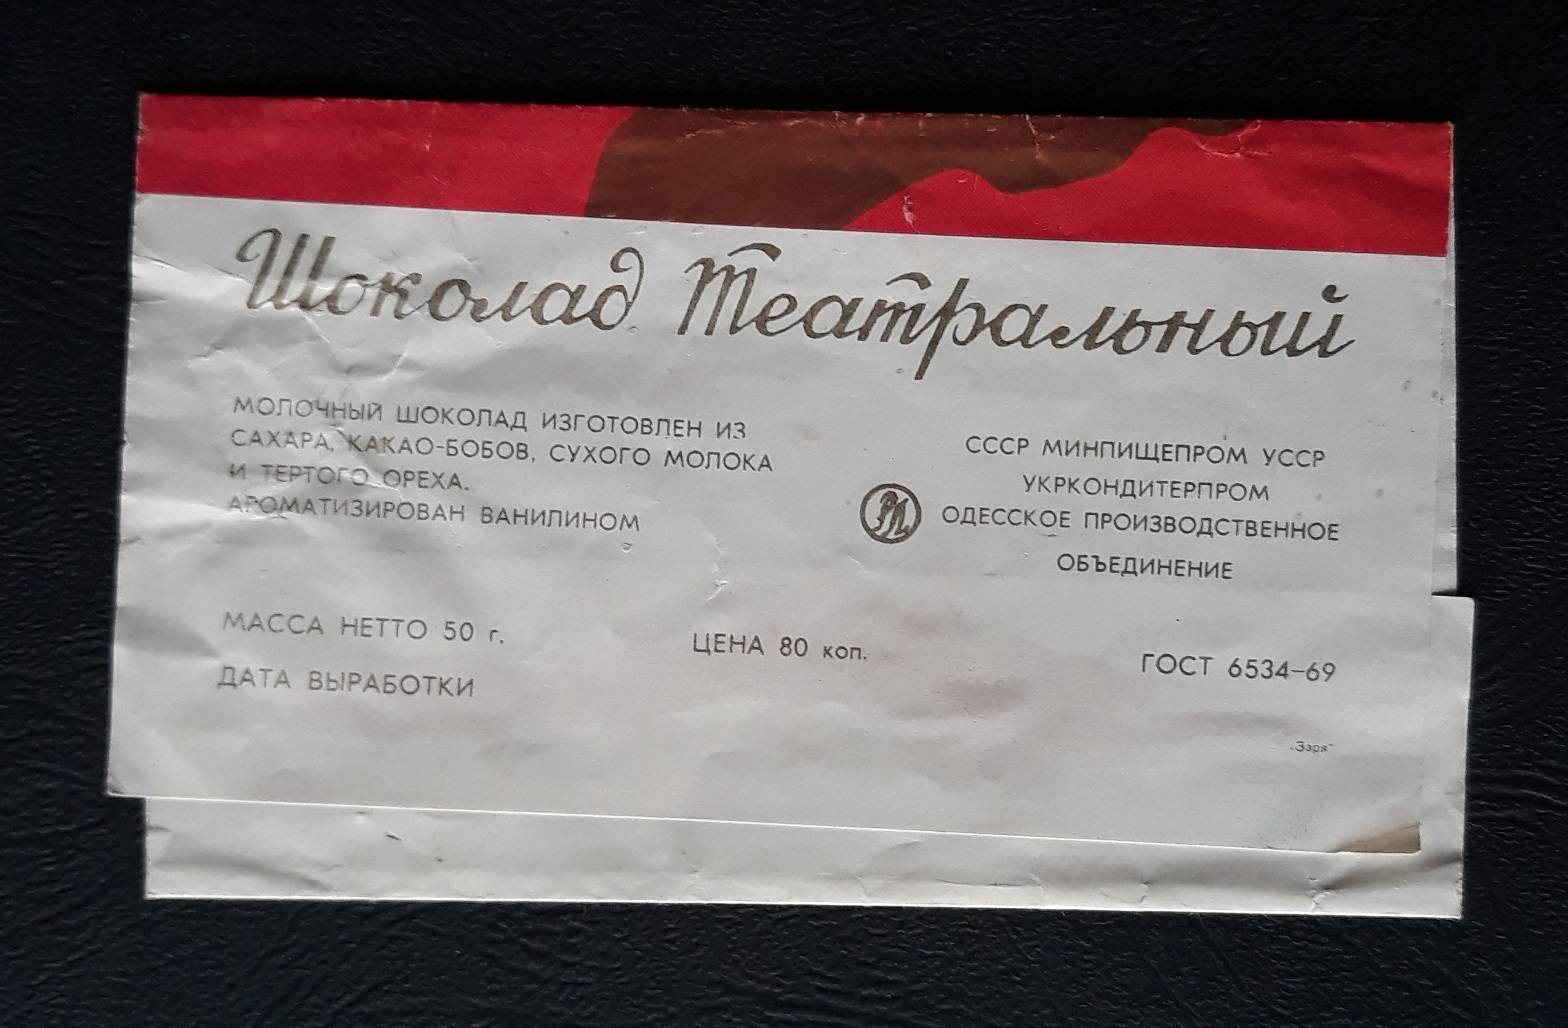 Шоколад Театральный
МОЛОЧНЫЙ ШОКОЛАД ИЗГОТОВЛЕН ИЗ
САХАРА, КАКАО-БОБОВ, СУХОГО МОЛОКА
И ТЕРТОГО ОРЕХА.
АРОМАТИЗИРОВАН ВАНИЛИНОМ
СССР МИНПИЩЕПРОМ УССР
УКРКОНДИТЕРПРОМ
ОДЕССКОЕ ПРОИЗВОДСТВЕННОЕ
ОБЪЕДИНЕНИЕ
МАССА НЕТТО 50 г.
ЦЕНА 80 коп.
ГОСТ 6534–69
ДАТА ВЫРАБОТКИ
„Заря"